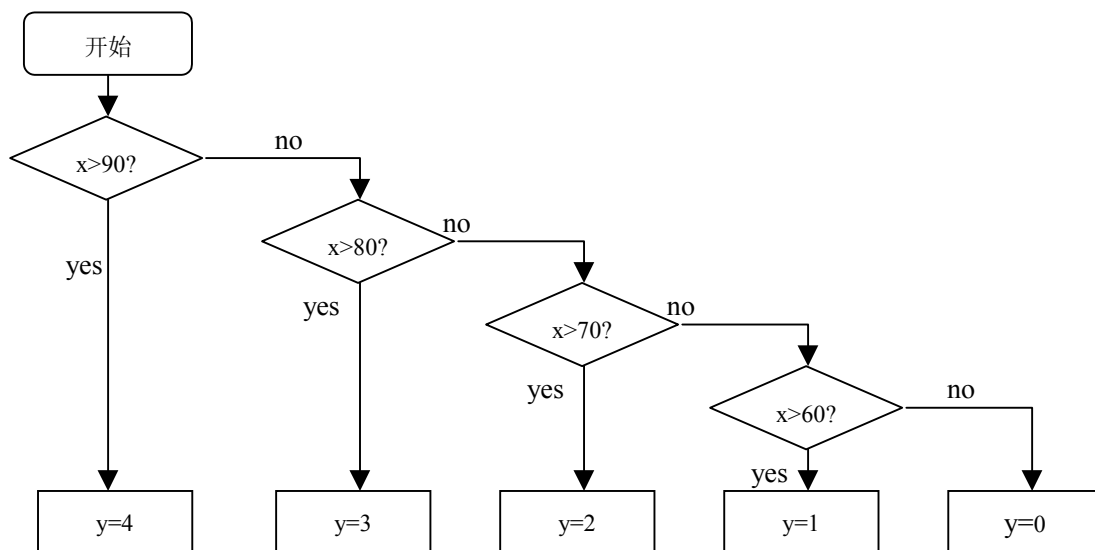 开始
x>90?
no
yes
x>80?
no
yes
x>70?
no
yes
x>60?
no
yes
y=4
y=3
y=2
y=1
y=0